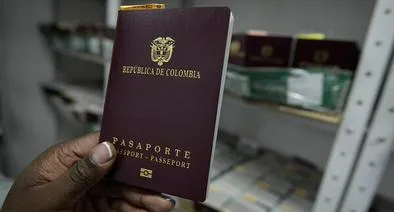 REPÚBLICA DE COLOMBIA
PASAPORTE
PASSPORT - PASSEPORT